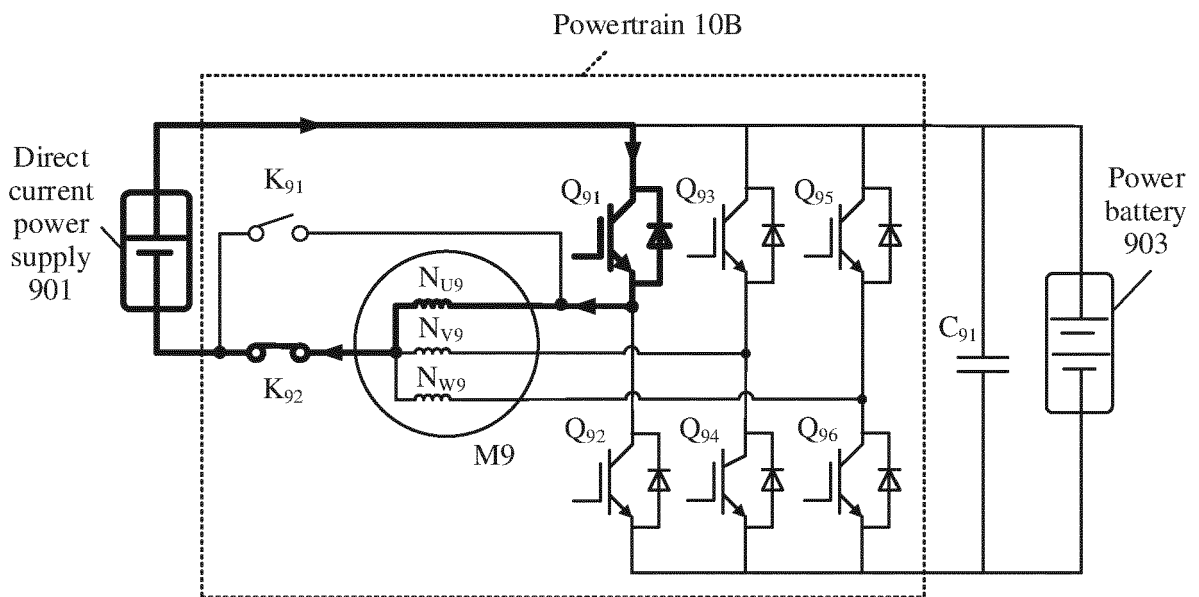 Powertrain 10B
Direct
current
power
supply
901
K91
Q91
Q93
Q95
Power
battery
903
NU9
NV9
NW9
C91
K92
M9
Q92
Q94
Q96